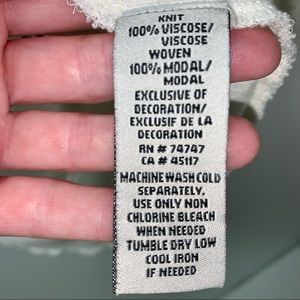 KNIT
100% VISCOSE/
VISCOSE
WOVEN
100% MODAL/
MODAL
EXCLUSIVE OF
DECORATION/
EXCLUSIF DE LA
DECORATION
RN # 74747
CA # 45117
MACHINE WASH COLD
SEPARATELY.
USE ONLY NON
CHLORINE BLEACH
WHEN NEEDED
TUMBLE DRY LOW
COOL IRON
IF NEEDED